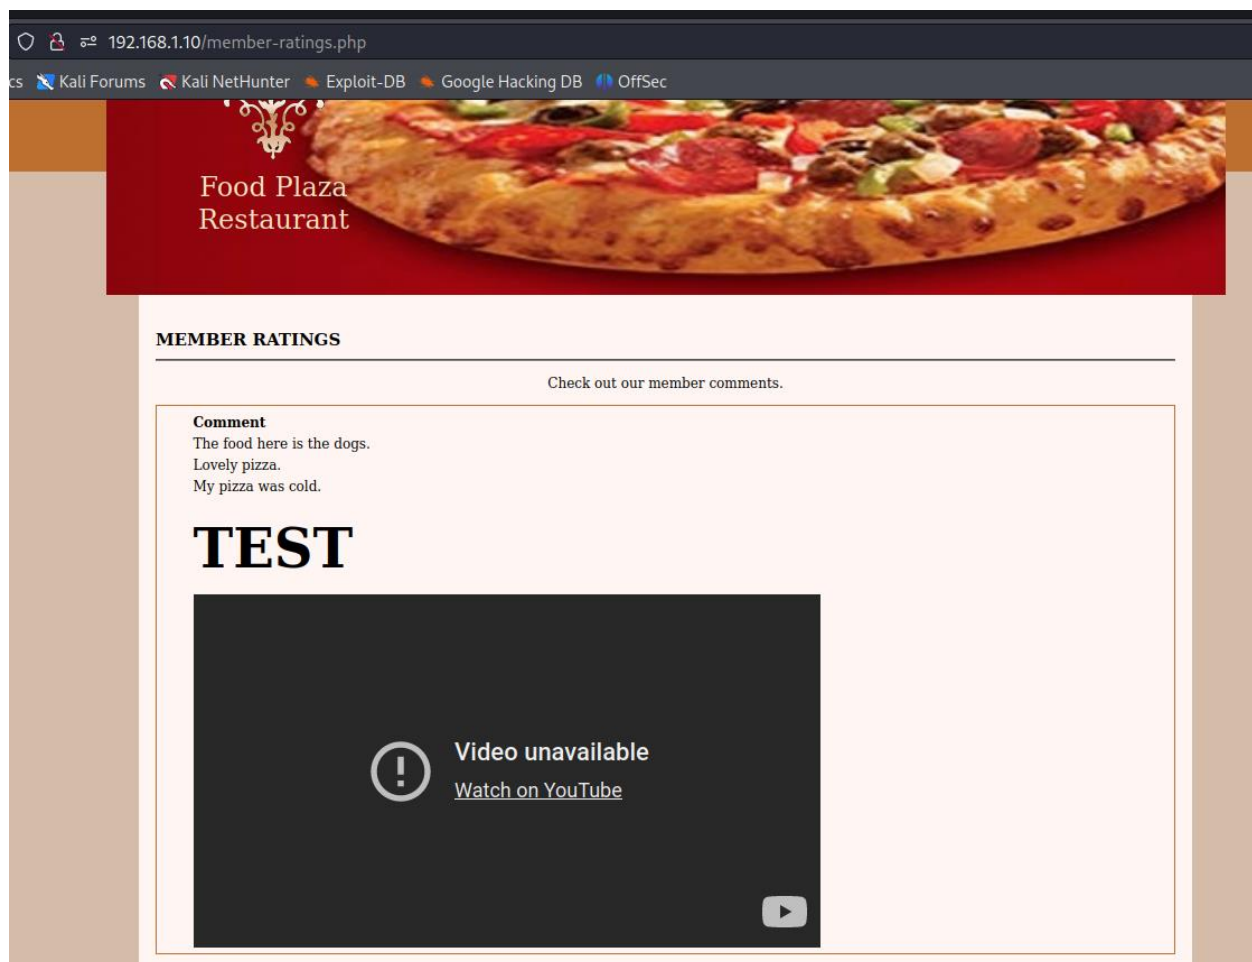 192.168.1.10/member-ratings.php
cs Kali Forums Kali NetHunter Exploit-DB Google Hacking DB OffSec
Food Plaza
Restaurant
MEMBER RATINGS
Check out our member comments.
Comment
The food here is the dogs.
Lovely pizza.
My pizza was cold.
TEST
Video unavailable
Watch on YouTube